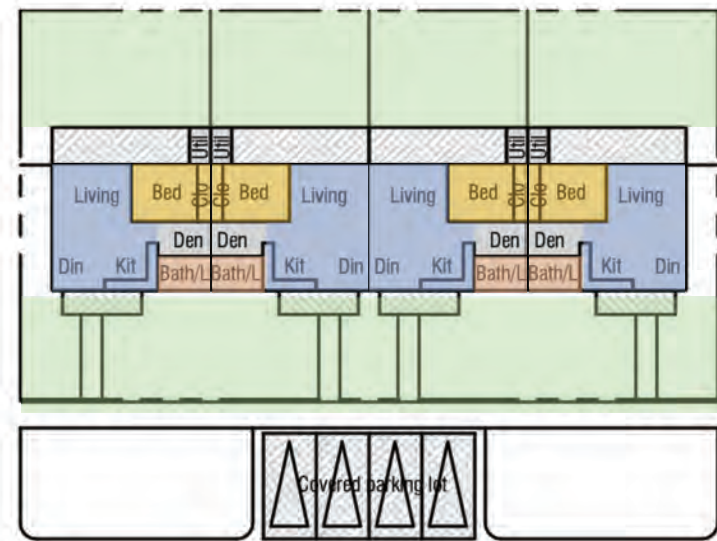 Util Util Util Util
Living Bed Clo Clo Bed Living Living Bed Clo Clo Bed Living
Den Den Den Den
Din Kit Kit Din Din Kit Kit Din
Bath/L Bath/L Bath/L Bath/L
Covered parking lot